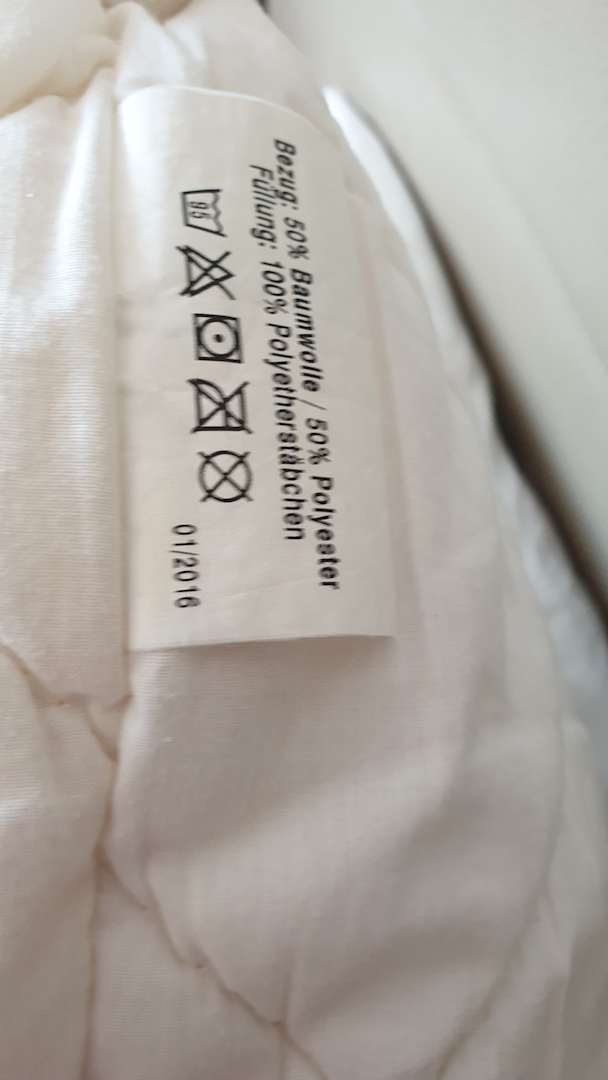 Bezug: 50% Baumwolle / 50% Polyester
Füllung: 100% Polyetherstäbchen
95
01/2016